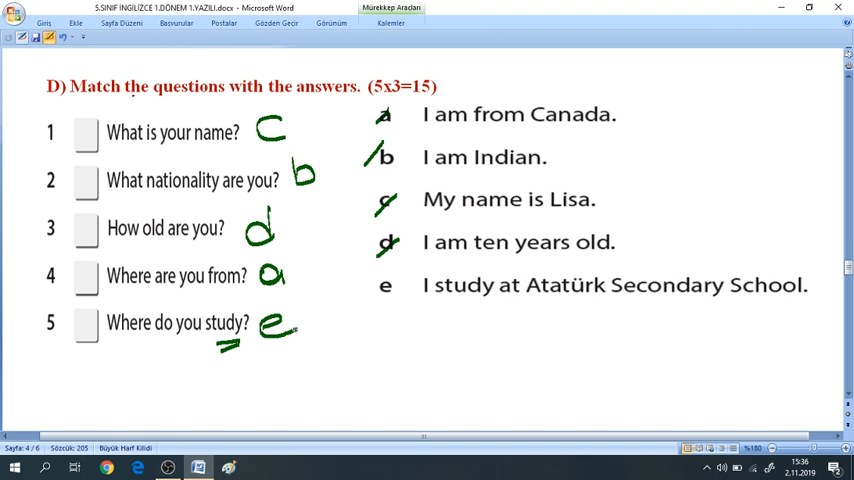 5.SINIF İNGİLİZCE 1.DÖNEM 1.YAZILI.docx - Microsoft Word
Mürekkep Araçları
Giriş Ekle Sayfa Düzeni Başvurular Postalar Gözden Geçir Görünüm Kalemler
D) Match the questions with the answers. (5x3=15)
1 What is your name? c
2 What nationality are you? b
3 How old are you? d
4 Where are you from? a
5 Where do you study? e
a I am from Canada.
b I am Indian.
c My name is Lisa.
d I am ten years old.
e I study at Atatürk Secondary School.
Sayfa: 4 / 6 Sözcük: 205 Büyük Harf Kilidi %180
15:36
2.11.2019
2